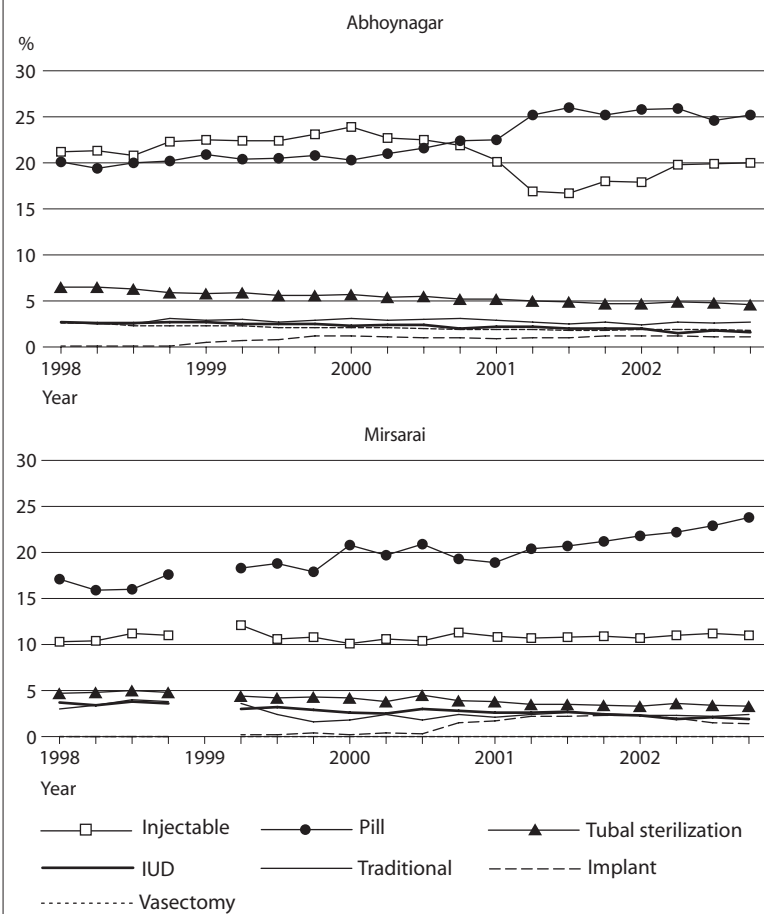 Abhoynagar
%
30
25
20
15
10
5
0
1998 1999 2000 2001 2002
Year
Mirsarai
30
25
20
15
10
5
0
1998 1999 2000 2001 2002
Year
Injectable Pill Tubal sterilization
IUD Traditional Implant
Vasectomy